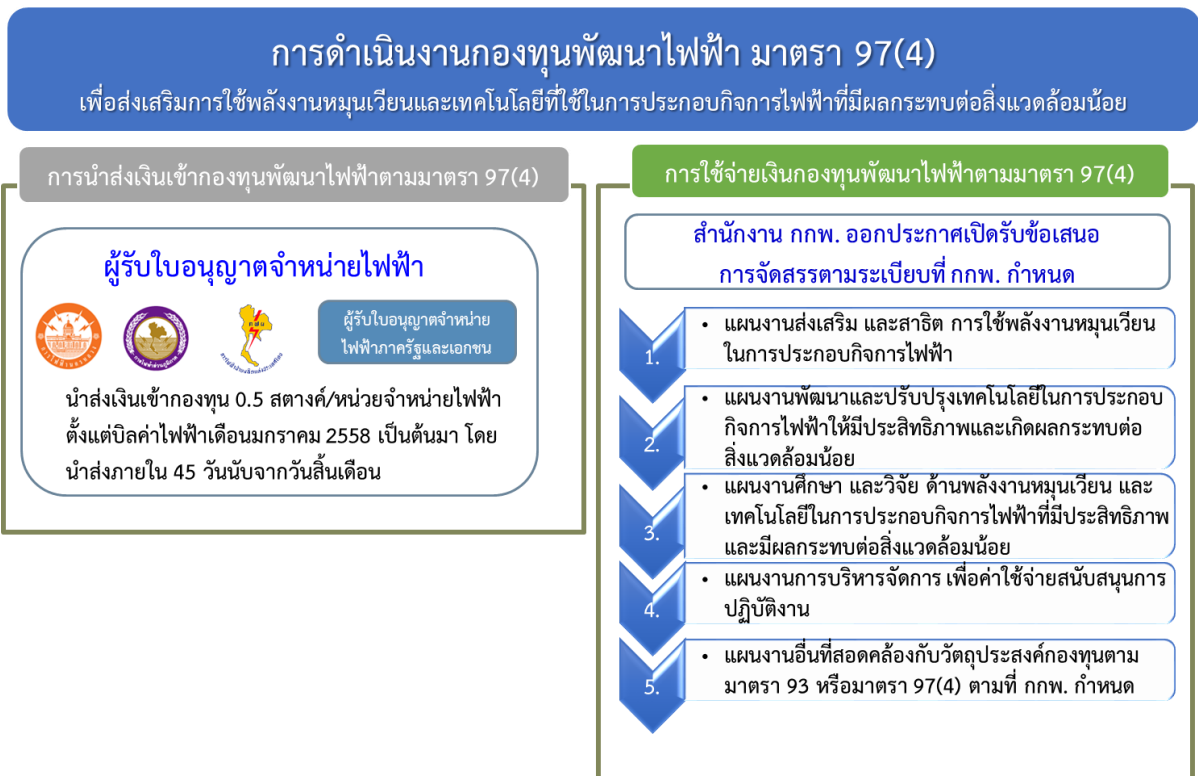 การดำเนินงานกองทุนพัฒนาไฟฟ้า มาตรา 97(4)
เพื่อส่งเสริมการใช้พลังงานหมุนเวียนและเทคโนโลยีที่ใช้ในการประกอบกิจการไฟฟ้าที่มีผลกระทบต่อสิ่งแวดล้อมน้อย
การนำส่งเงินเข้ากองทุนพัฒนาไฟฟ้าตามมาตรา 97(4)
ผู้รับใบอนุญาตจำหน่ายไฟฟ้า
ผู้รับใบอนุญาตจำหน่าย
ไฟฟ้าภาครัฐและเอกชน
นำส่งเงินเข้ากองทุน 0.5 สตางค์/หน่วยจำหน่ายไฟฟ้า
ตั้งแต่บิลค่าไฟฟ้าเดือนมกราคม 2558 เป็นต้นมา โดย
นำส่งภายใน 45 วันนับจากวันสิ้นเดือน
การใช้จ่ายเงินกองทุนพัฒนาไฟฟ้าตามมาตรา 97(4)
สำนักงาน กกพ. ออกประกาศเปิดรับข้อเสนอ
การจัดสรรตามระเบียบที่ กกพ. กำหนด
1.
• แผนงานส่งเสริม และสาธิต การใช้พลังงานหมุนเวียน
ในการประกอบกิจการไฟฟ้า
2.
• แผนงานพัฒนาและปรับปรุงเทคโนโลยีในการประกอบ
กิจการไฟฟ้าให้มีประสิทธิภาพและเกิดผลกระทบต่อ
สิ่งแวดล้อมน้อย
3.
• แผนงานศึกษา และวิจัย ด้านพลังงานหมุนเวียน และ
เทคโนโลยีในการประกอบกิจการไฟฟ้าที่มีประสิทธิภาพ
และมีผลกระทบต่อสิ่งแวดล้อมน้อย
4.
• แผนงานการบริหารจัดการ เพื่อค่าใช้จ่ายสนับสนุนการ
ปฏิบัติงาน
5.
• แผนงานอื่นที่สอดคล้องกับวัตถุประสงค์กองทุนตาม
มาตรา 93 หรือมาตรา 97(4) ตามที่ กกพ. กำหนด